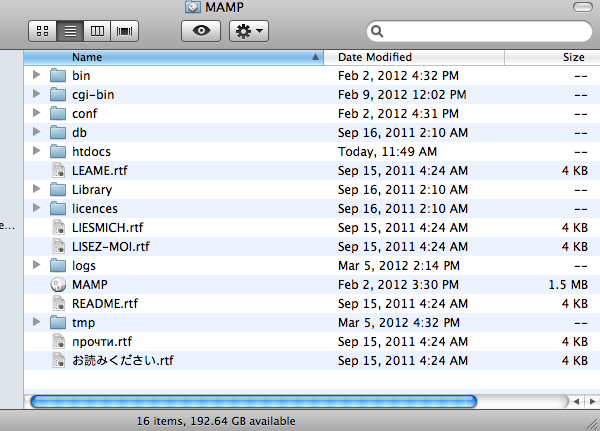 MAMP
Name Date Modified Size
bin Feb 2, 2012 4:32 PM --
cgi-bin Feb 9, 2012 12:02 PM --
conf Feb 2, 2012 4:31 PM --
db Sep 16, 2011 2:10 AM --
htdocs Today, 11:49 AM --
LEAME.rtf Sep 15, 2011 4:24 AM 4 KB
Library Sep 16, 2011 2:10 AM --
e... licences Sep 16, 2011 2:10 AM --
LIESMICH.rtf Sep 15, 2011 4:24 AM 4 KB
LISEZ-MOI.rtf Sep 15, 2011 4:24 AM 4 KB
logs Mar 5, 2012 2:14 PM --
MAMP Feb 2, 2012 3:30 PM 1.5 MB
README.rtf Sep 15, 2011 4:24 AM 4 KB
tmp Mar 5, 2012 4:32 PM --
прочти.rtf Sep 15, 2011 4:24 AM 4 KB
お読みください.rtf Sep 15, 2011 4:24 AM 4 KB
16 items, 192.64 GB available